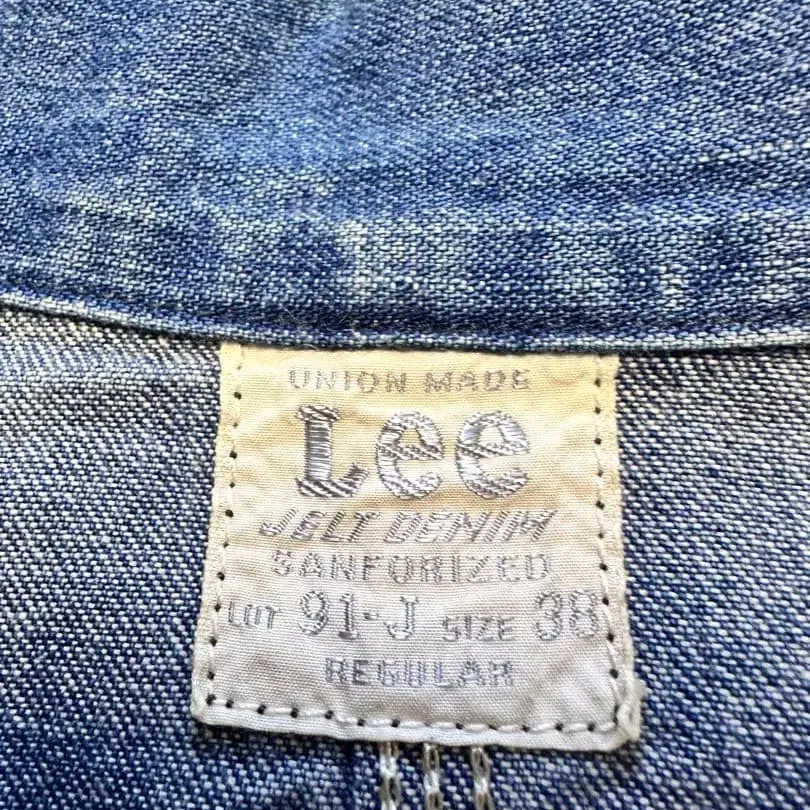 UNION MADE
Lee
JELT DENIM
SANFORIZED
LOT 91-J SIZE 38
REGULAR